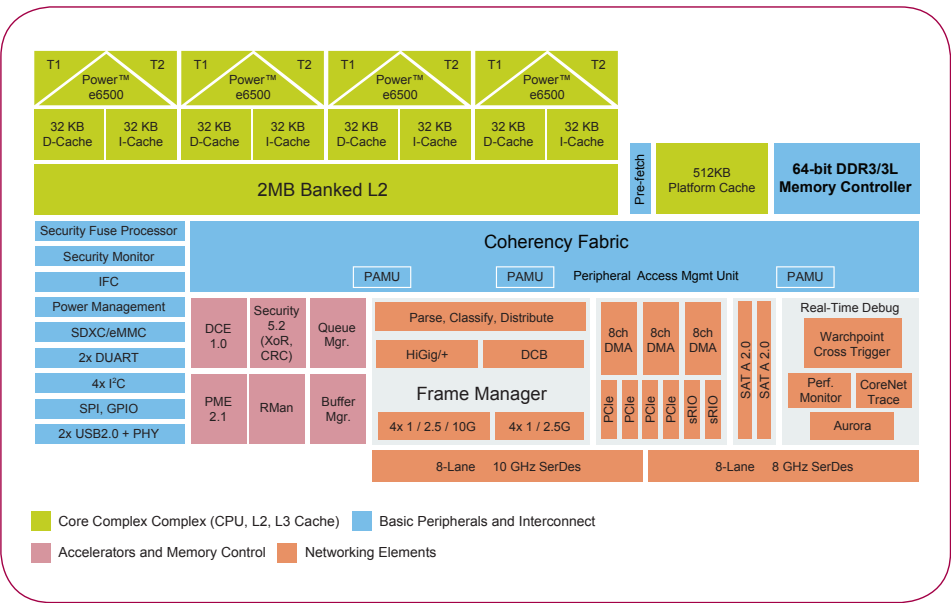 T1
T2
Power™
e6500
T1
T2
Power™
e6500
T1
T2
Power™
e6500
T1
T2
Power™
e6500
32 KB
D-Cache
32 KB
I-Cache
32 KB
D-Cache
32 KB
I-Cache
32 KB
D-Cache
32 KB
I-Cache
32 KB
D-Cache
32 KB
I-Cache
2MB Banked L2
Pre-fetch
512KB
Platform Cache
64-bit DDR3/3L
Memory Controller
Security Fuse Processor
Security Monitor
IFC
Power Management
SDXC/eMMC
2x DUART
4x I²C
SPI, GPIO
2x USB2.0 + PHY
Coherency Fabric
PAMU
PAMU
Peripheral Access Mgmt Unit
PAMU
DCE
1.0
Security
5.2
(XoR,
CRC)
Queue
Mgr.
PME
2.1
RMan
Buffer
Mgr.
Parse, Classify, Distribute
HiGig/+
DCB
Frame Manager
4x 1 / 2.5 / 10G
4x 1 / 2.5G
8ch
DMA
8ch
DMA
8ch
DMA
PCIe
PCIe
PCIe
PCIe
sRIO
sRIO
SAT A 2.0
SAT A 2.0
Real-Time Debug
Warchpoint
Cross Trigger
Perf.
Monitor
CoreNet
Trace
Aurora
8-Lane 10 GHz SerDes
8-Lane 8 GHz SerDes
Core Complex Complex (CPU, L2, L3 Cache)
Basic Peripherals and Interconnect
Accelerators and Memory Control
Networking Elements